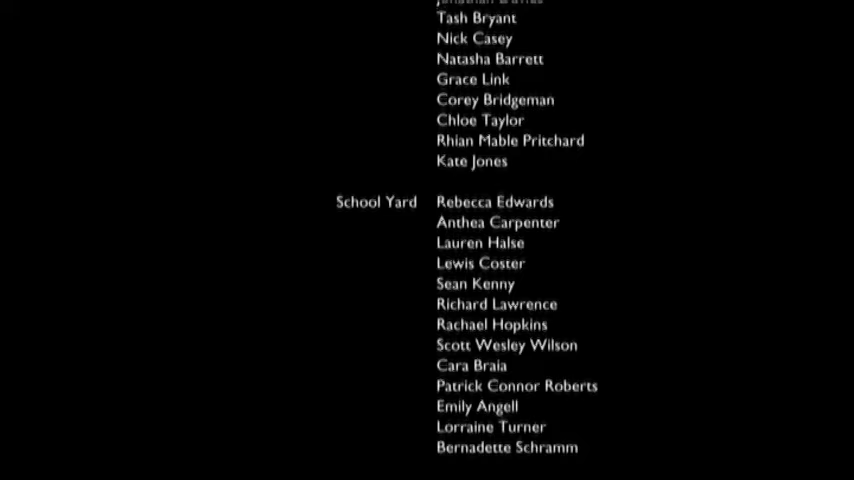 Tash Bryant
Nick Casey
Natasha Barrett
Grace Link
Corey Bridgeman
Chloe Taylor
Rhian Mable Pritchard
Kate Jones
School Yard Rebecca Edwards
Anthea Carpenter
Lauren Halse
Lewis Coster
Sean Kenny
Richard Lawrence
Rachael Hopkins
Scott Wesley Wilson
Cara Braia
Patrick Connor Roberts
Emily Angell
Lorraine Turner
Bernadette Schramm